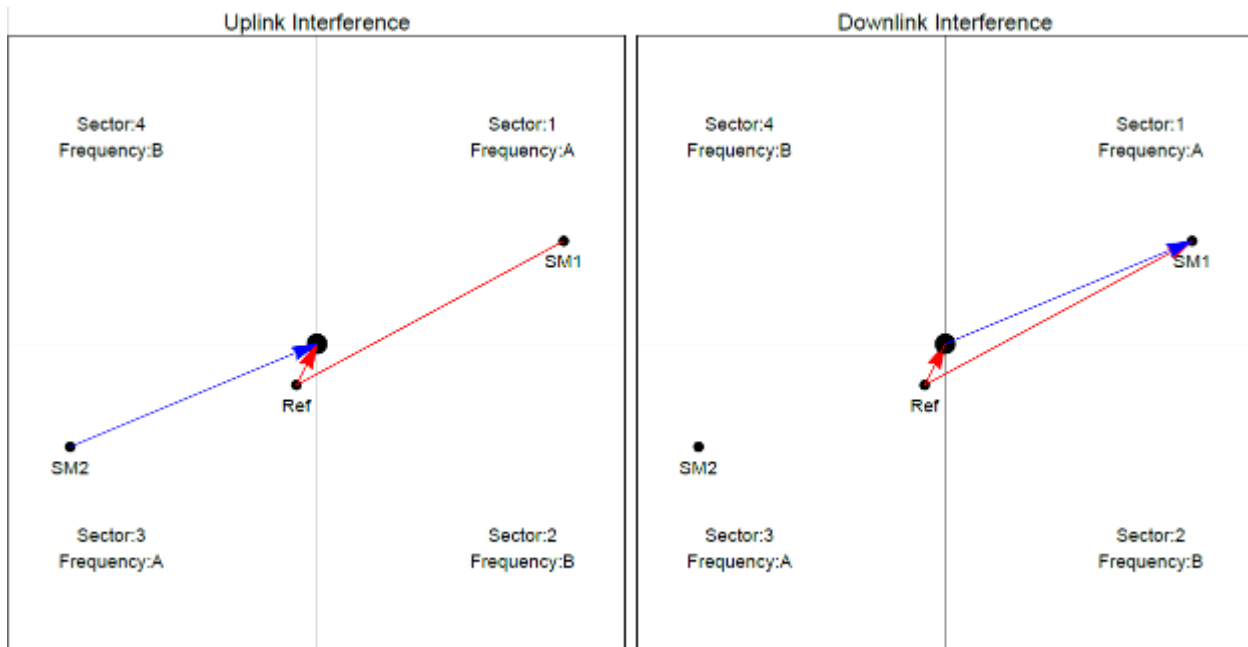 Uplink Interference
Sector:4
Frequency:B
Sector:1
Frequency:A
SM1
Ref
SM2
Sector:3
Frequency:A
Sector:2
Frequency:B
Downlink Interference
Sector:4
Frequency:B
Sector:1
Frequency:A
SM1
Ref
SM2
Sector:3
Frequency:A
Sector:2
Frequency:B